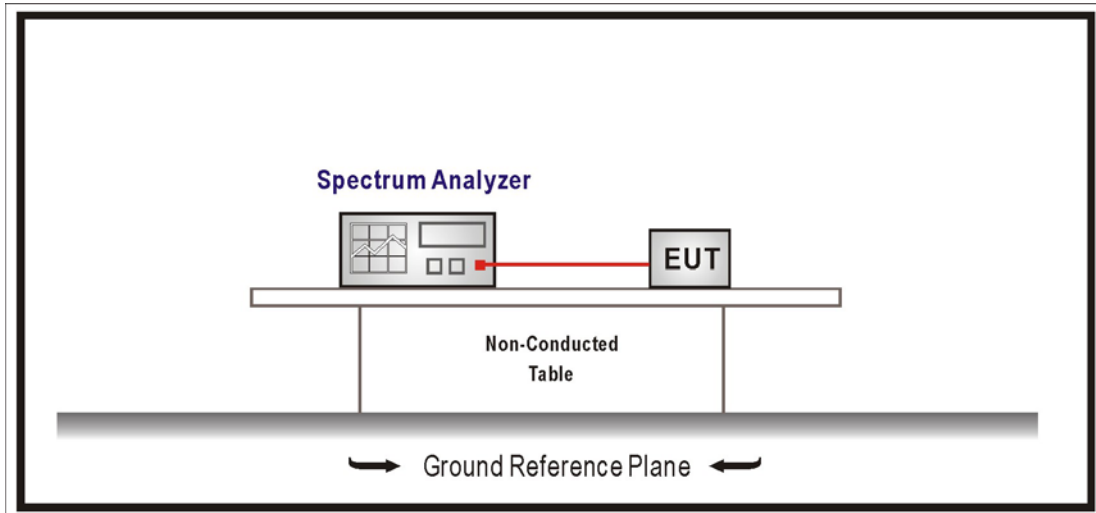 Spectrum Analyzer
EUT
Non-Conducted
Table
Ground Reference Plane